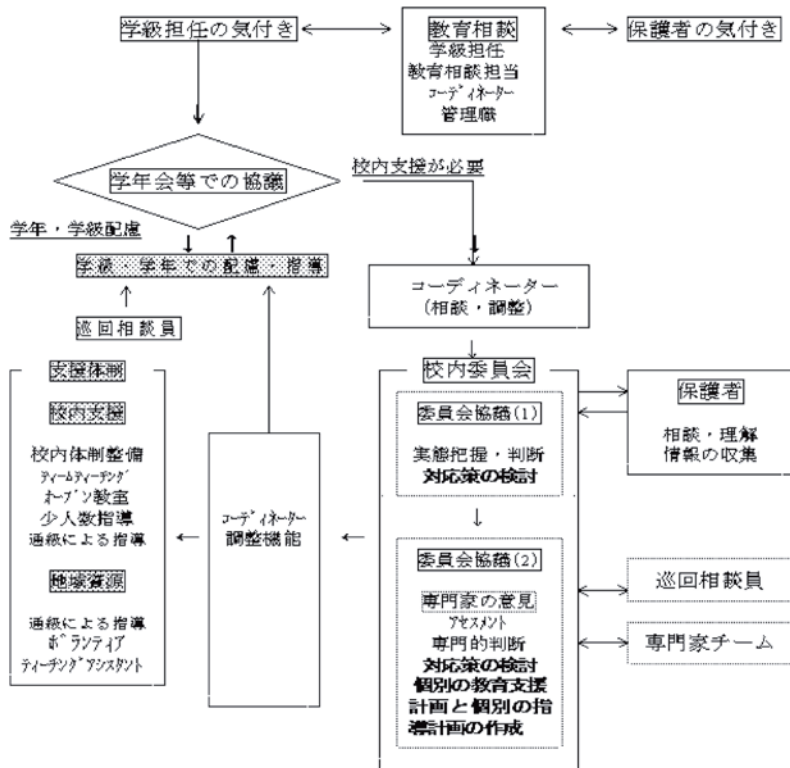 学級担任の気付き
教育相談
学級担任
教育相談担当
コーディネーター
管理職
保護者の気付き
学年会等での協議
校内支援が必要
学年・学級配慮
学級・学年での配慮・指導
コーディネーター
(相談・調整)
巡回相談員
支援体制
校内支援
校内体制整備
ティームティーチング
オープン教室
少人数指導
通級による指導
地域資源
通級による指導
ボランティア
ティーチングアシスタント
コーディネーター
調整機能
校内委員会
委員会協議(1)
実態把握・判断
対応策の検討
委員会協議(2)
専門家の意見
アセスメント
専門的判断
対応策の検討
個別の教育支援
計画と個別の指
導計画の作成
保護者
相談・理解
情報の収集
巡回相談員
専門家チーム